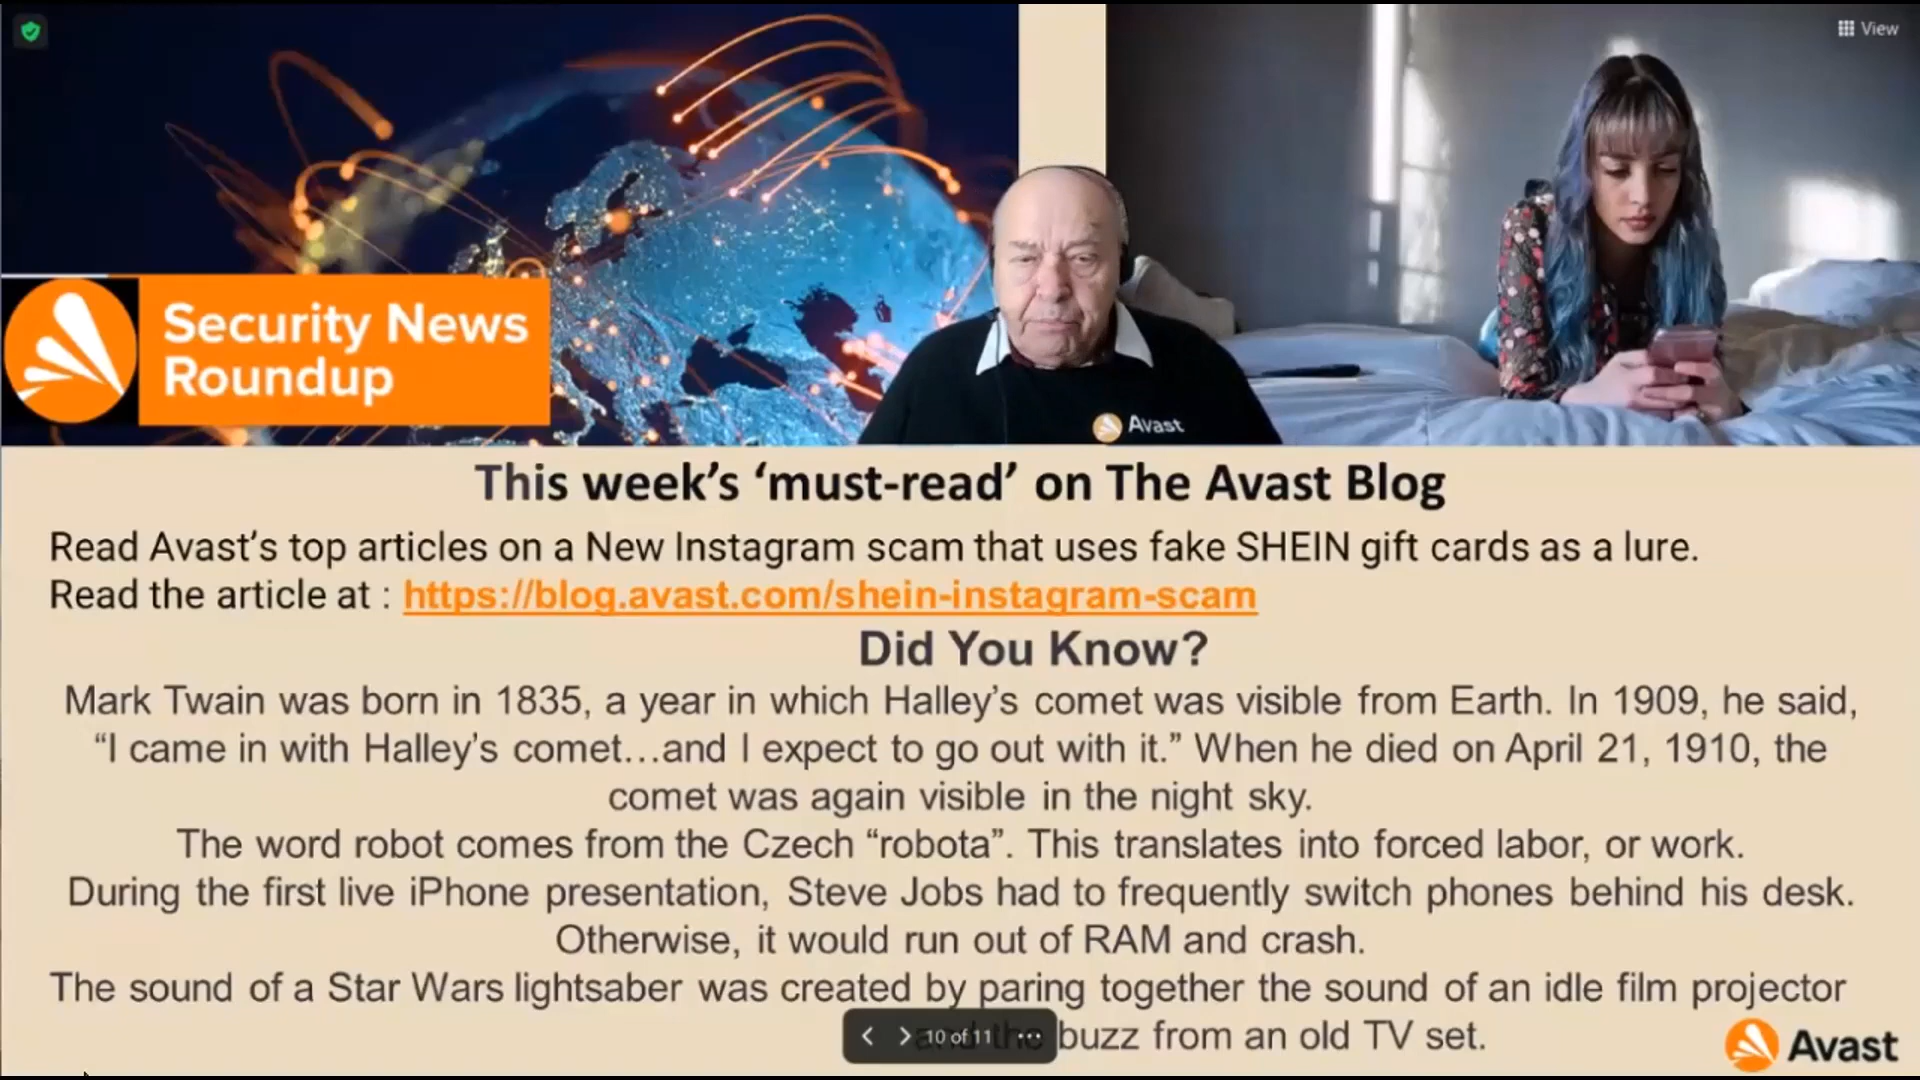 View
Security News
Roundup
Avast
This week's ‘must-read’ on The Avast Blog
Read Avast's top articles on a New Instagram scam that uses fake SHEIN gift cards as a lure.
Read the article at : https://blog.avast.com/shein-instagram-scam
Did You Know?
Mark Twain was born in 1835, a year in which Halley's comet was visible from Earth. In 1909, he said,
“I came in with Halley's comet…and I expect to go out with it.” When he died on April 21, 1910, the
comet was again visible in the night sky.
The word robot comes from the Czech “robota”. This translates into forced labor, or work.
During the first live iPhone presentation, Steve Jobs had to frequently switch phones behind his desk.
Otherwise, it would run out of RAM and crash.
The sound of a Star Wars lightsaber was created by paring together the sound of an idle film projector
and the buzz from an old TV set.
10 of 11
Avast